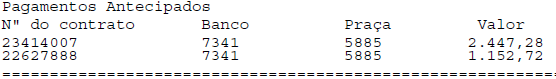 Pagamentos Antecipados
N" do contrato Banco Praça Valor
23414007 7341 5885 2.447,28
22627888 7341 5885 1.152,72
==============================================================